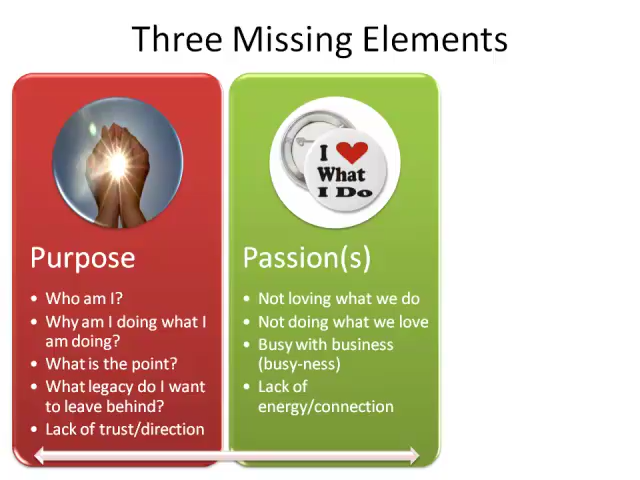 Three Missing Elements
Purpose
• Who am I?
• Why am I doing what I
am doing?
• What is the point?
• What legacy do I want
to leave behind?
• Lack of trust/direction
I ❤ What
I Do
Passion(s)
• Not loving what we do
• Not doing what we love
• Busy with business
(busy-ness)
• Lack of
energy/connection